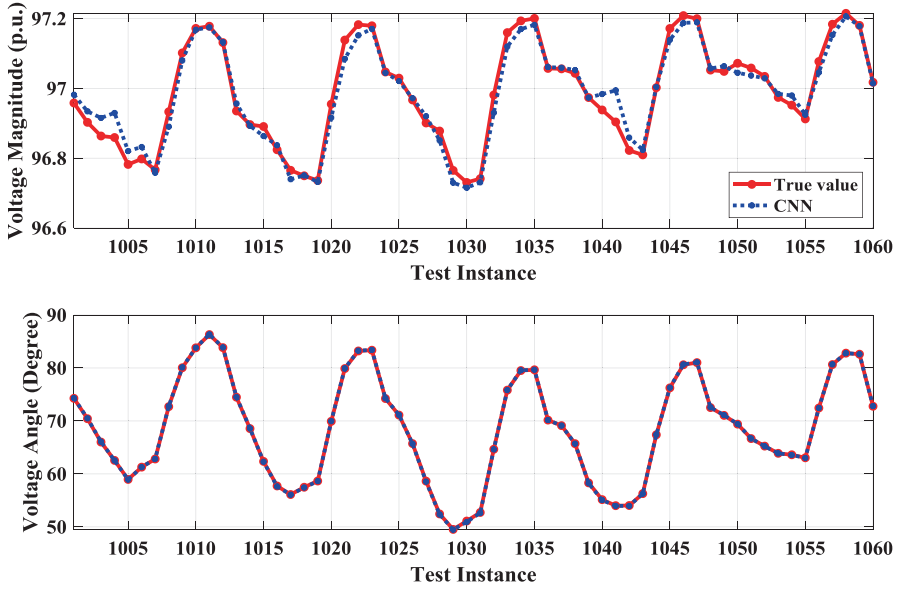 Voltage Magnitude (p.u.)
97.2
97
96.8
96.6
True value
CNN
1005 1010 1015 1020 1025 1030 1035 1040 1045 1050 1055 1060
Test Instance
Voltage Angle (Degree)
90
80
70
60
50
1005 1010 1015 1020 1025 1030 1035 1040 1045 1050 1055 1060
Test Instance